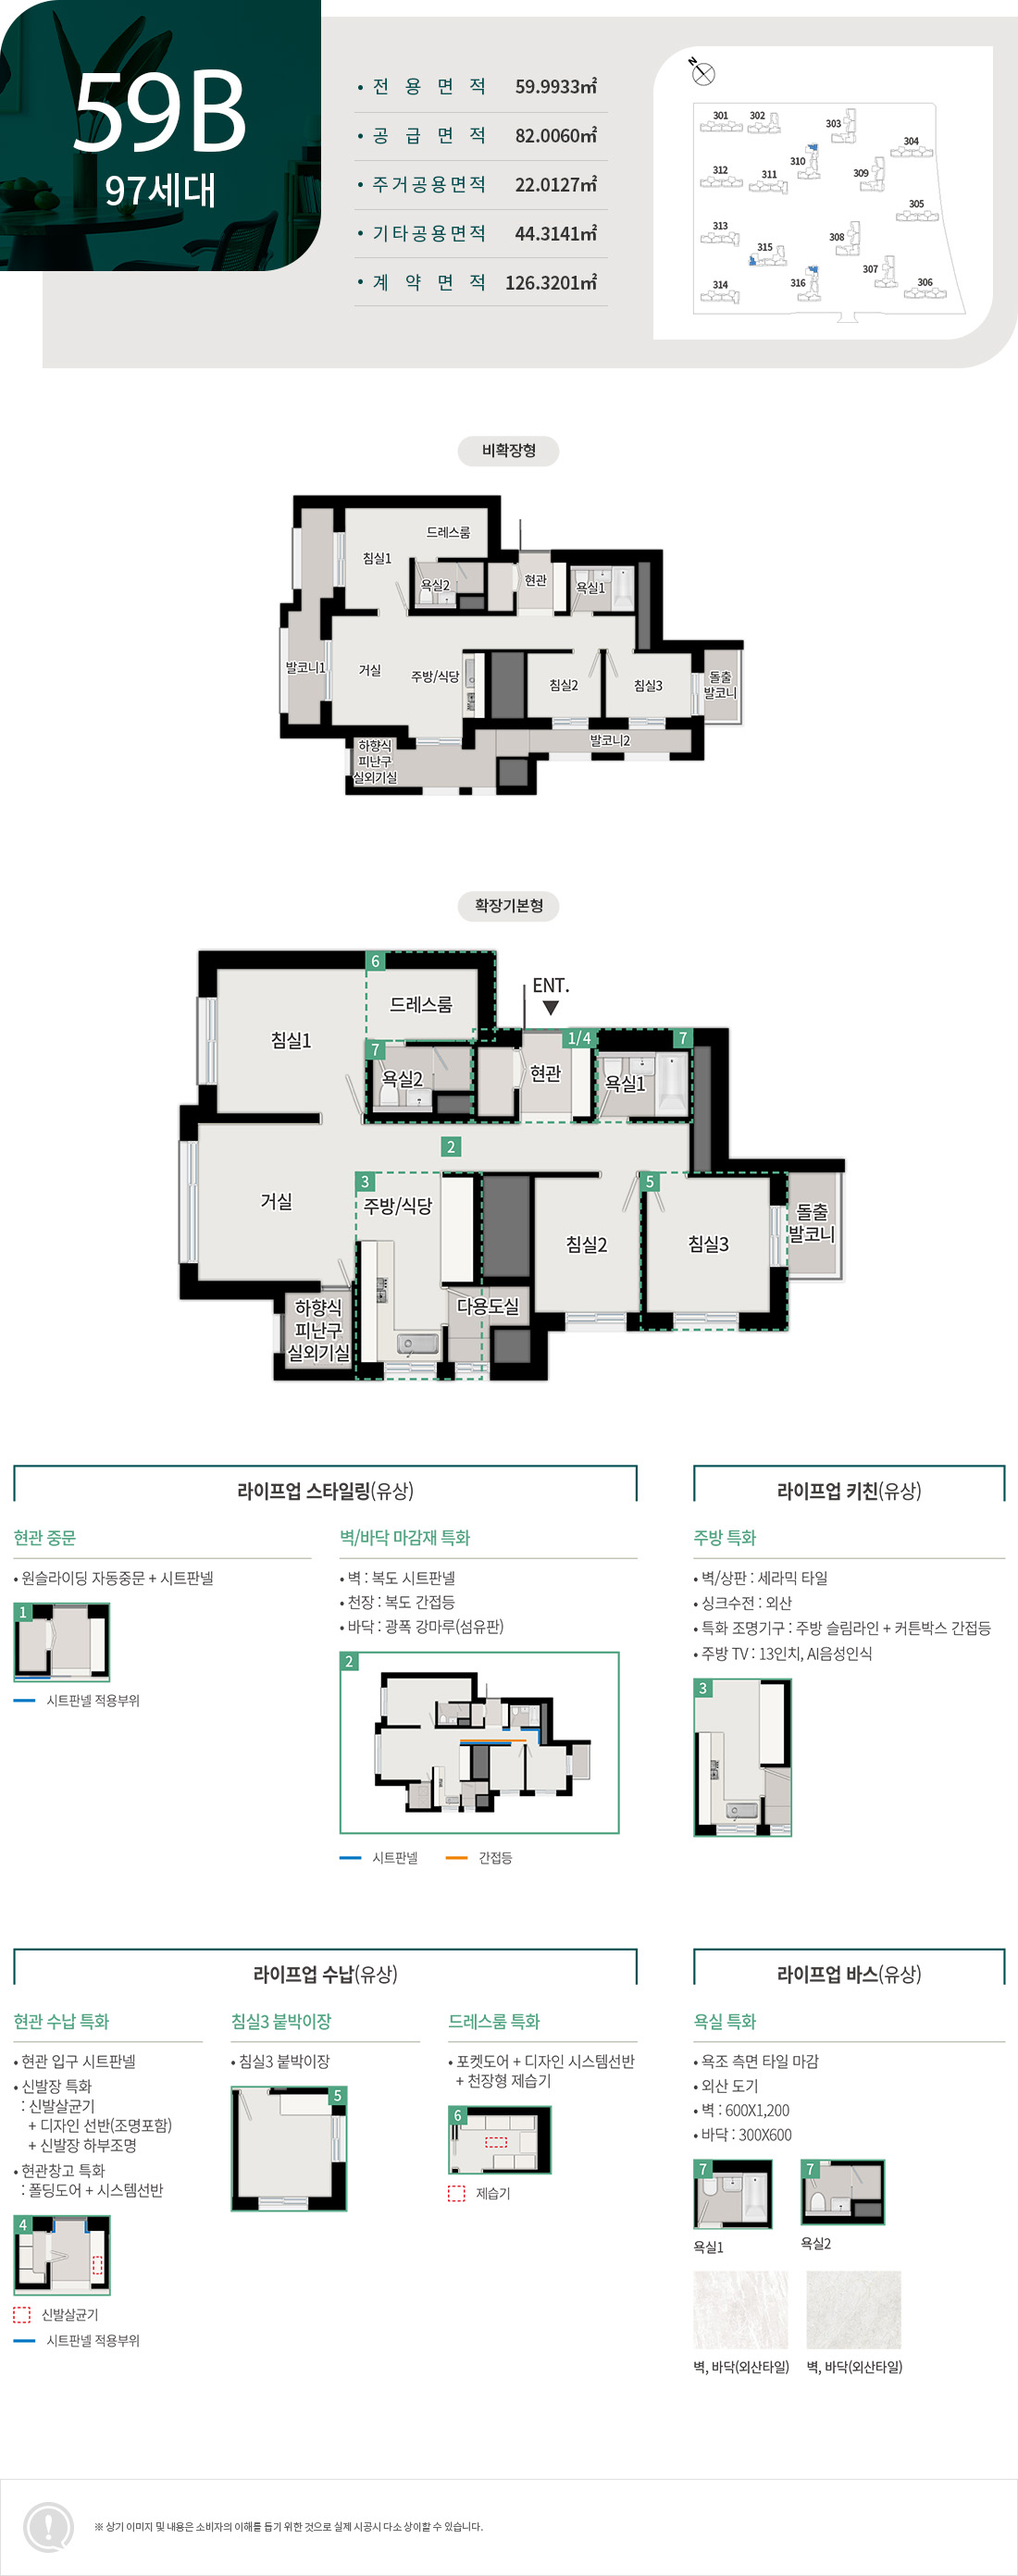 59B
97세대
• 전 용 면 적 59.9933㎡
• 공 급 면 적 82.0060㎡
• 주거공용면적 22.0127㎡
• 기타공용면적 44.3141㎡
• 계 약 면 적 126.3201㎡
N
301
302
303
304
310
312
311
309
305
313
315
308
307
314
316
306
비확장형
드레스룸
침실1
욕실2
현관
욕실1
발코니1
거실
주방/식당
침실2
침실3
돌출
발코니
하향식
피난구
실외기실
발코니2
확장기본형
6
ENT.
드레스룸
침실1
7
1/4
7
욕실2
현관
욕실1
2
3
5
거실
주방/식당
침실2
침실3
돌출
발코니
하향식
피난구
실외기실
다용도실
라이프업 스타일링(유상)
현관 중문
• 원슬라이딩 자동중문 + 시트판넬
1
시트판넬 적용부위
벽/바닥 마감재 특화
• 벽 : 복도 시트판넬
• 천장 : 복도 간접등
• 바닥 : 광폭 강마루(섬유판)
2
시트판넬
간접등
라이프업 키친(유상)
주방 특화
• 벽/상판 : 세라믹 타일
• 싱크수전 : 외산
• 특화 조명기구 : 주방 슬림라인 + 커튼박스 간접등
• 주방 TV : 13인치, AI음성인식
3
라이프업 수납(유상)
현관 수납 특화
• 현관 입구 시트판넬
• 신발장 특화
: 신발살균기
+ 디자인 선반(조명포함)
+ 신발장 하부조명
• 현관창고 특화
: 폴딩도어 + 시스템선반
4
신발살균기
시트판넬 적용부위
침실3 붙박이장
• 침실3 붙박이장
5
드레스룸 특화
• 포켓도어 + 디자인 시스템선반
+ 천장형 제습기
6
제습기
라이프업 바스(유상)
욕실 특화
• 욕조 측면 타일 마감
• 외산 도기
• 벽 : 600X1,200
• 바닥 : 300X600
7
7
욕실1
욕실2
벽, 바닥(외산타일)
벽, 바닥(외산타일)
※ 상기 이미지 및 내용은 소비자의 이해를 돕기 위한 것으로 실제 시공시 다소 상이할 수 있습니다.